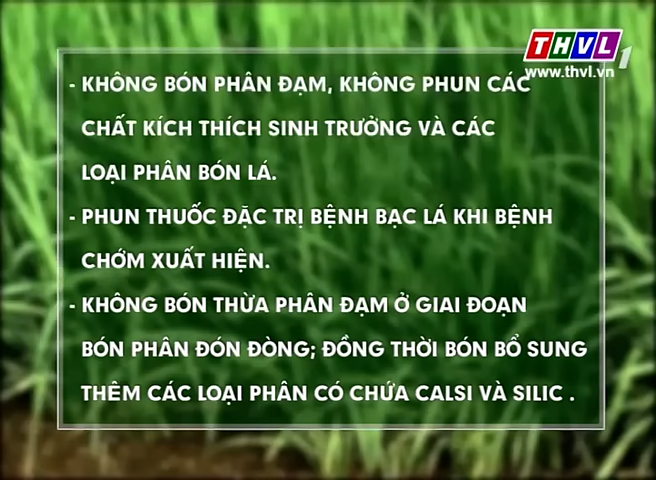 THVL1
www.thvl.vn
- KHÔNG BÓN PHÂN ĐẠM, KHÔNG PHUN CÁC
CHẤT KÍCH THÍCH SINH TRƯỞNG VÀ CÁC
LOẠI PHÂN BÓN LÁ.
- PHUN THUỐC ĐẶC TRỊ BỆNH BẠC LÁ KHI BỆNH
CHỚM XUẤT HIỆN.
- KHÔNG BÓN THỪA PHÂN ĐẠM Ở GIAI ĐOẠN
BÓN PHÂN ĐÓN ĐÒNG; ĐỒNG THỜI BÓN BỔ SUNG
THÊM CÁC LOẠI PHÂN CÓ CHỨA CALSI VÀ SILIC .